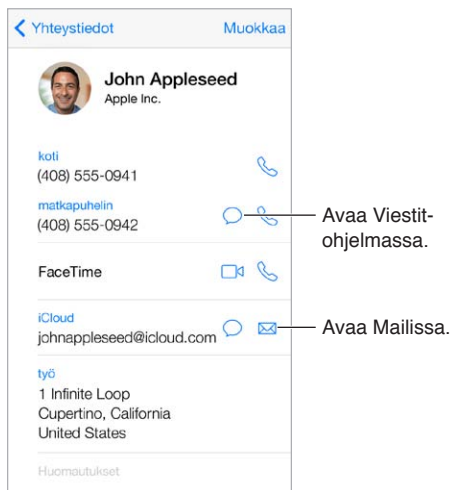 Yhteystiedot Muokkaa
John Appleseed
Apple Inc.
koti
(408) 555-0941
matkapuhelin
(408) 555-0942
Avaa Viestit-
ohjelmassa.
FaceTime
iCloud
johnappleseed@icloud.com
Avaa Mailissa.
työ
1 Infinite Loop
Cupertino, California
United States
Huomautukset